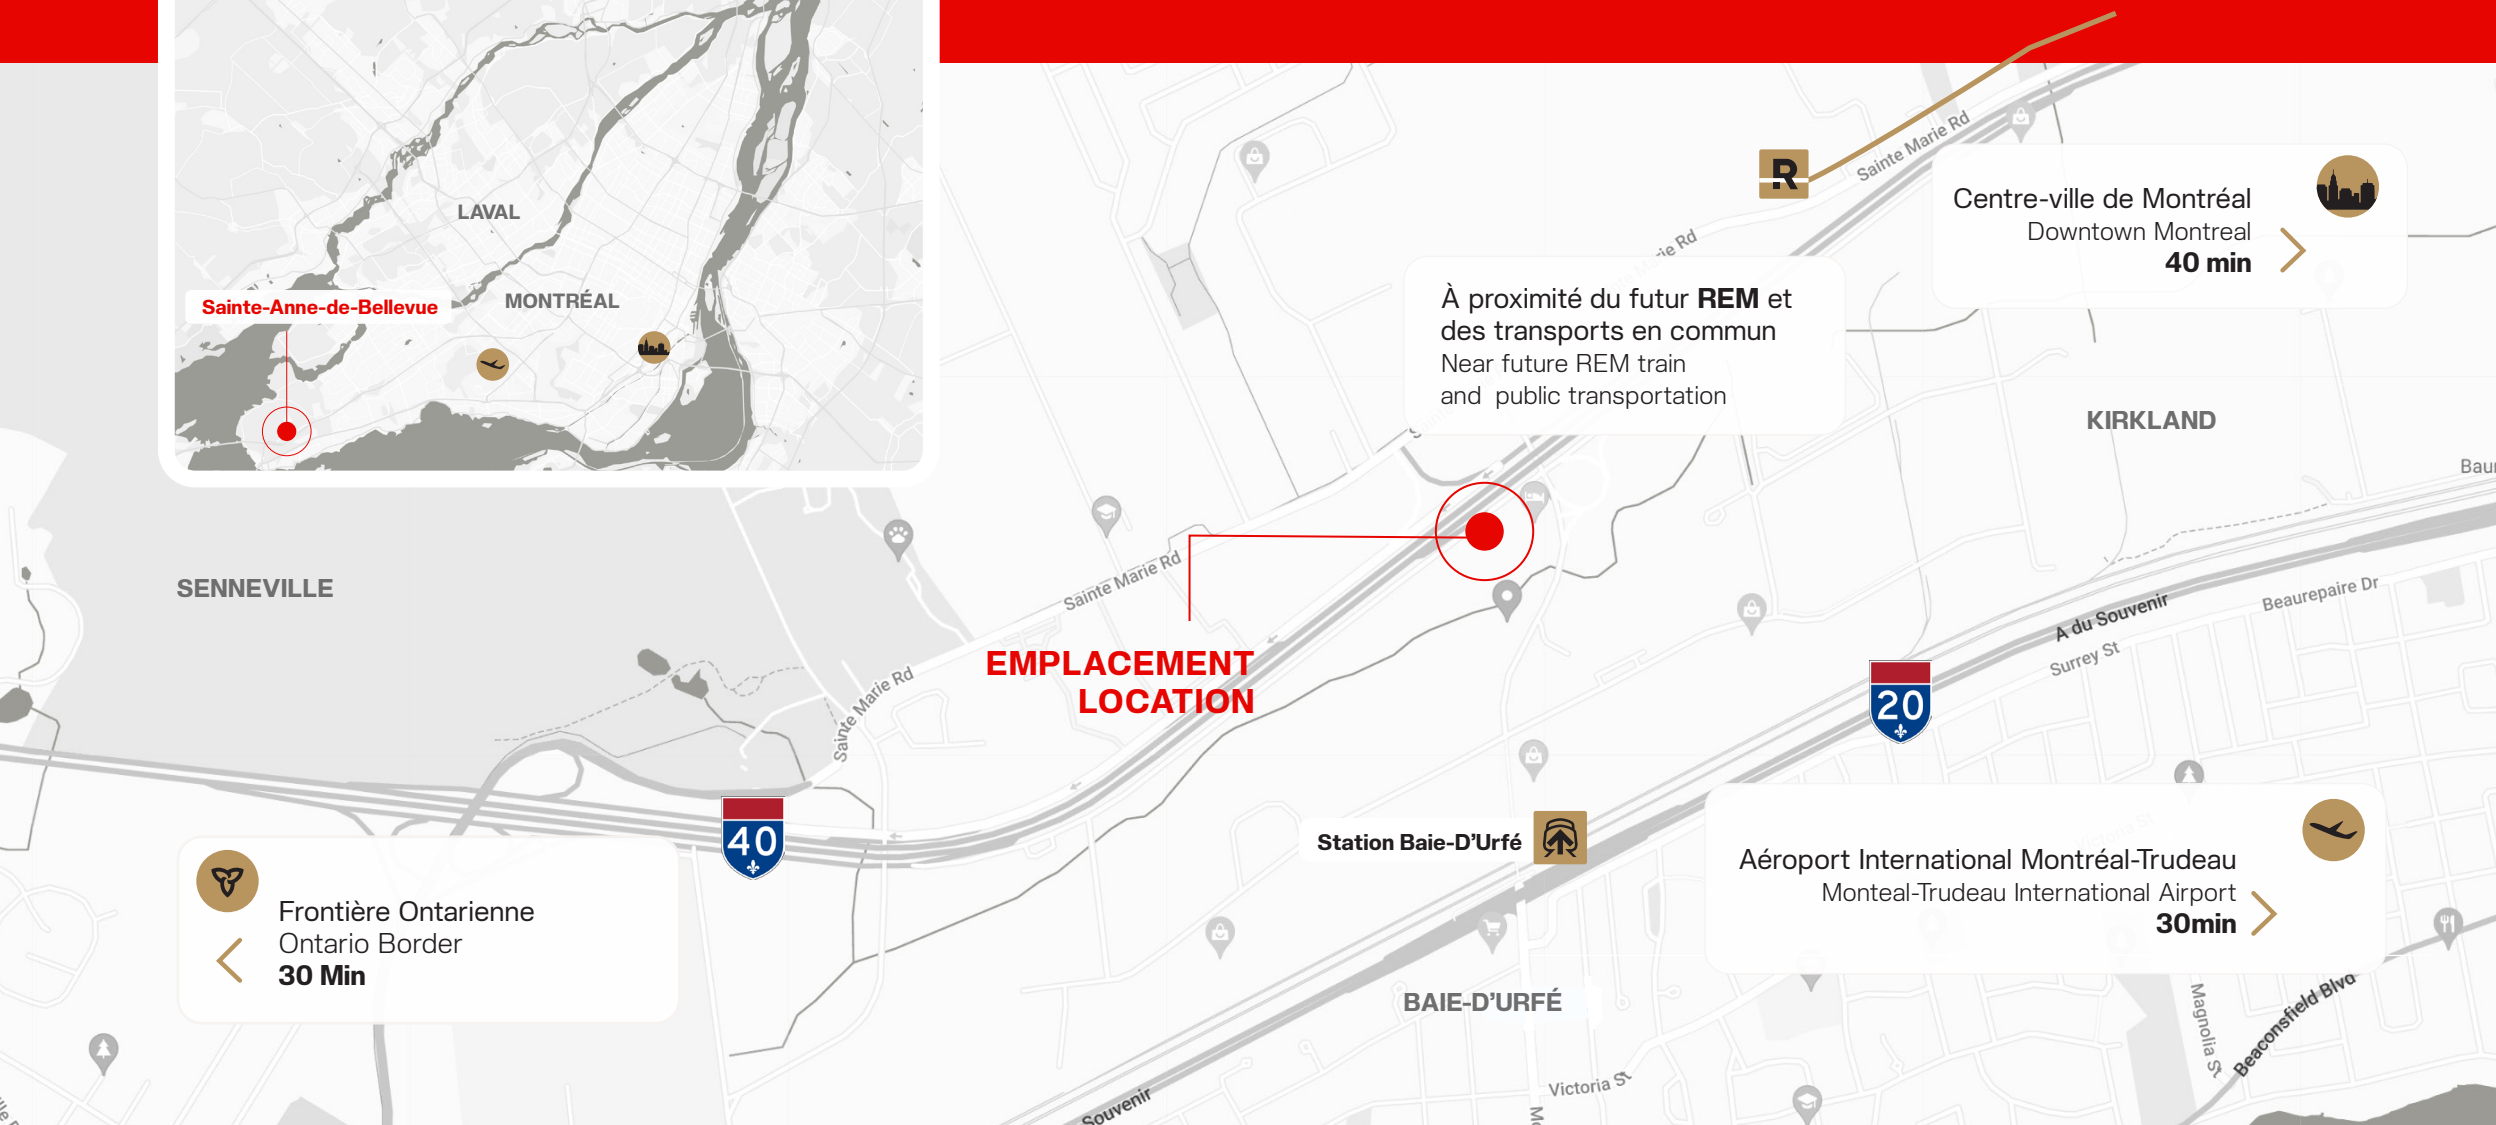 LAVAL
MONTRÉAL
Sainte-Anne-de-Bellevue
R
Sainte Marie Rd
Centre-ville de Montréal
Downtown Montreal
40 min
À proximité du futur REM et
des transports en commun
Near future REM train
and public transportation
KIRKLAND
SENNEVILLE
Sainte Marie Rd
EMPLACEMENT
LOCATION
Sainte Marie Rd
A du Souvenir
Surrey St
Beaurepaire Dr
20
40
Station Baie-D'Urfé
Frontière Ontarienne
Ontario Border
30 Min
Aéroport International Montréal-Trudeau
Monteal-Trudeau International Airport
30min
BAIE-D'URFÉ
Magnolia St
Beaconsfield Blvd
Victoria St
Souvenir